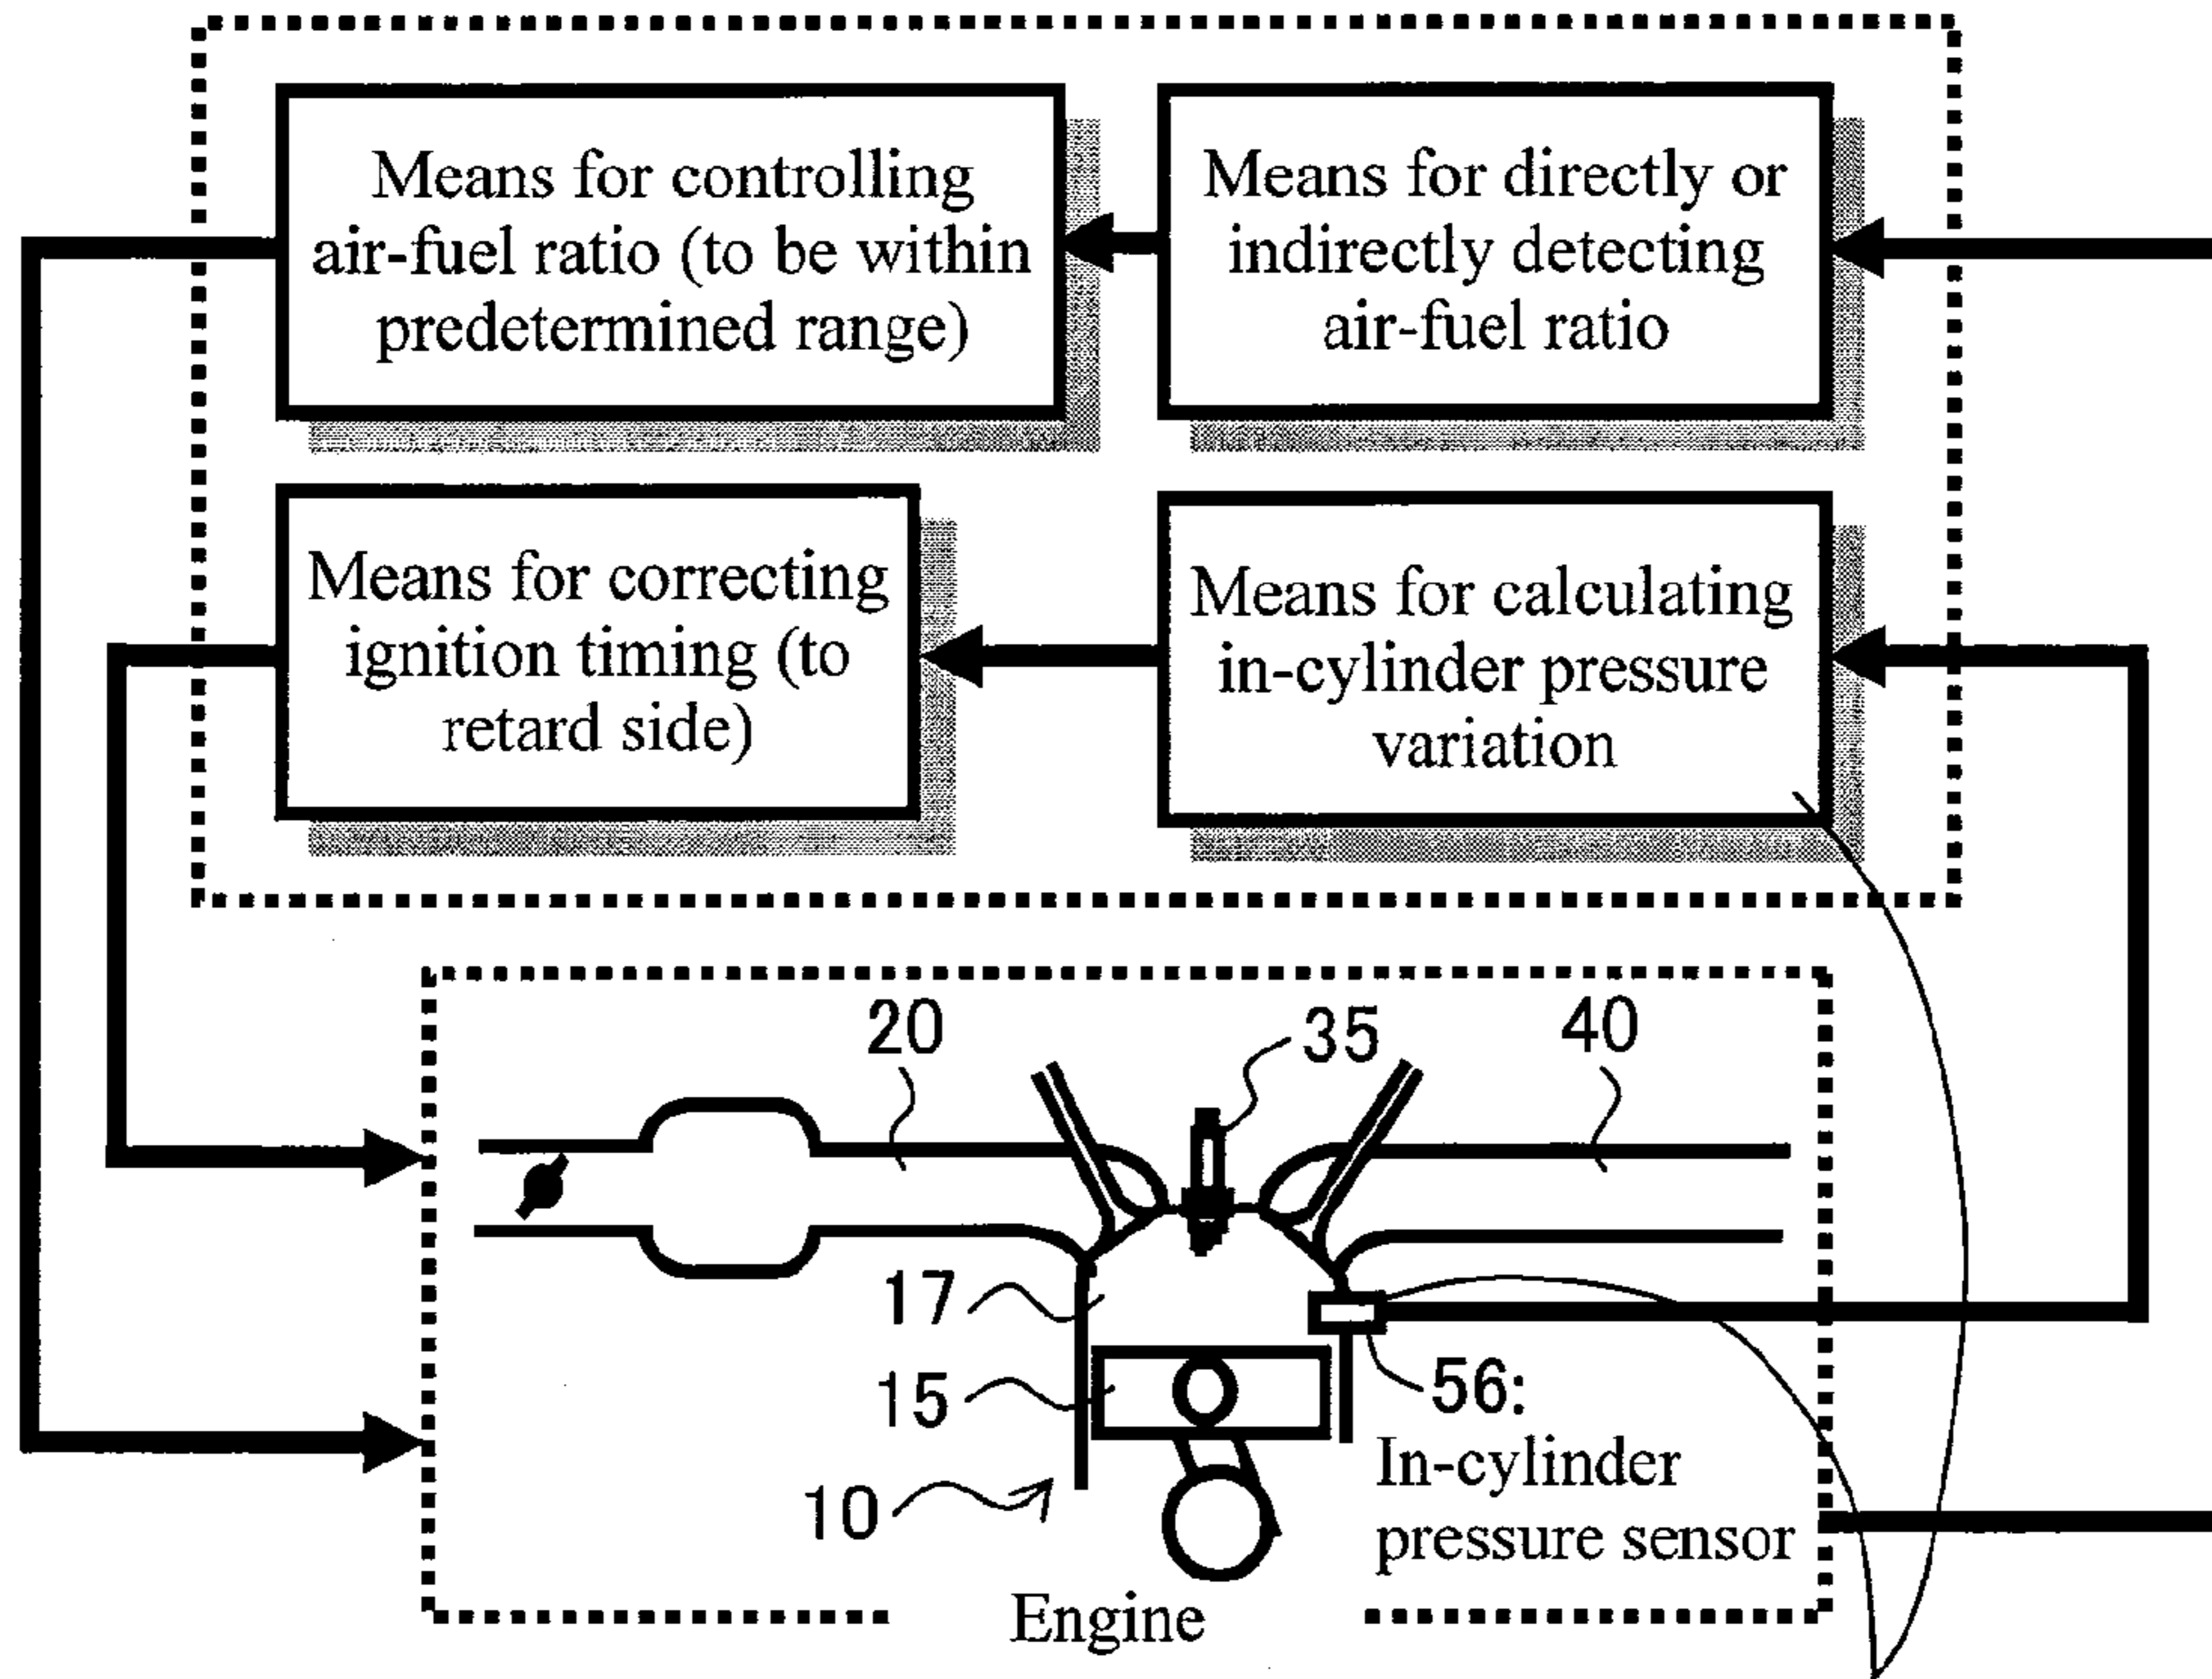 Means for controlling
air-fuel ratio (to be within
predetermined range)
Means for directly or
indirectly detecting
air-fuel ratio
Means for correcting
ignition timing (to
retard side)
Means for calculating
in-cylinder pressure
variation
20
35
40
17
15
10
56:
In-cylinder
pressure sensor
Engine